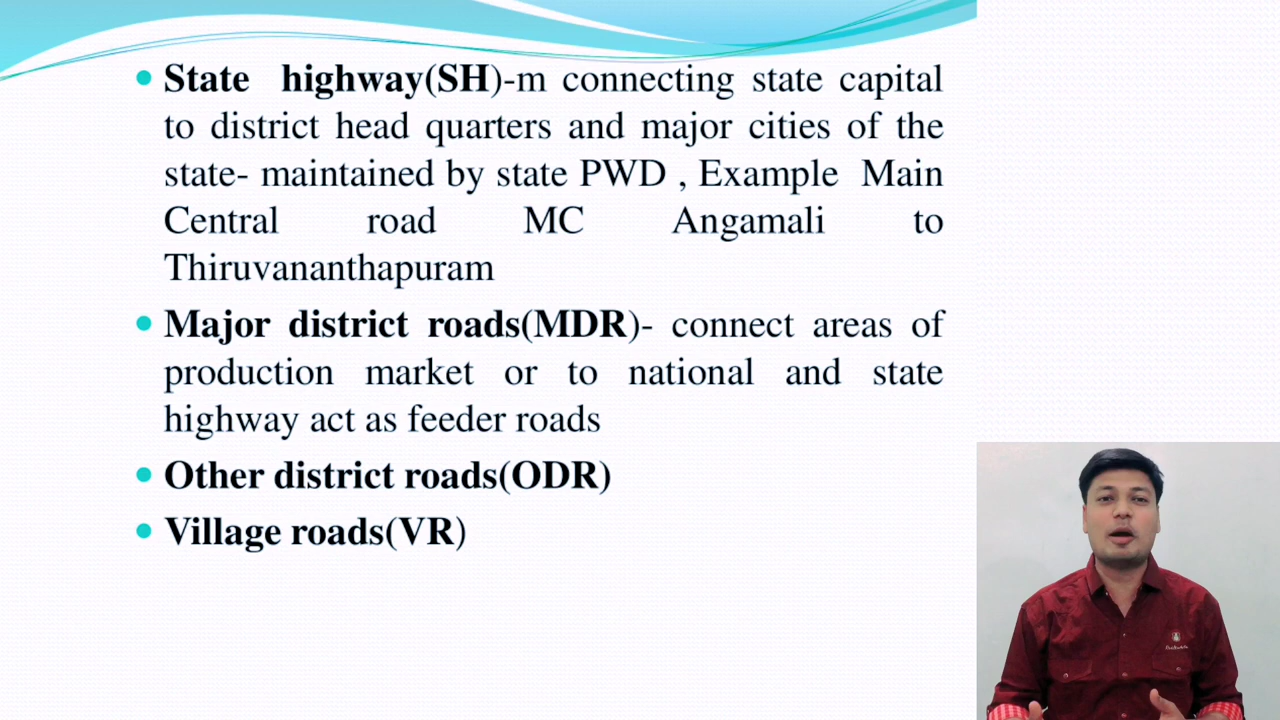 State highway(SH)-m connecting state capital
to district head quarters and major cities of the
state- maintained by state PWD , Example Main
Central road MC Angamali to
Thiruvananthapuram
Major district roads(MDR)- connect areas of
production market or to national and state
highway act as feeder roads
Other district roads(ODR)
Village roads(VR)